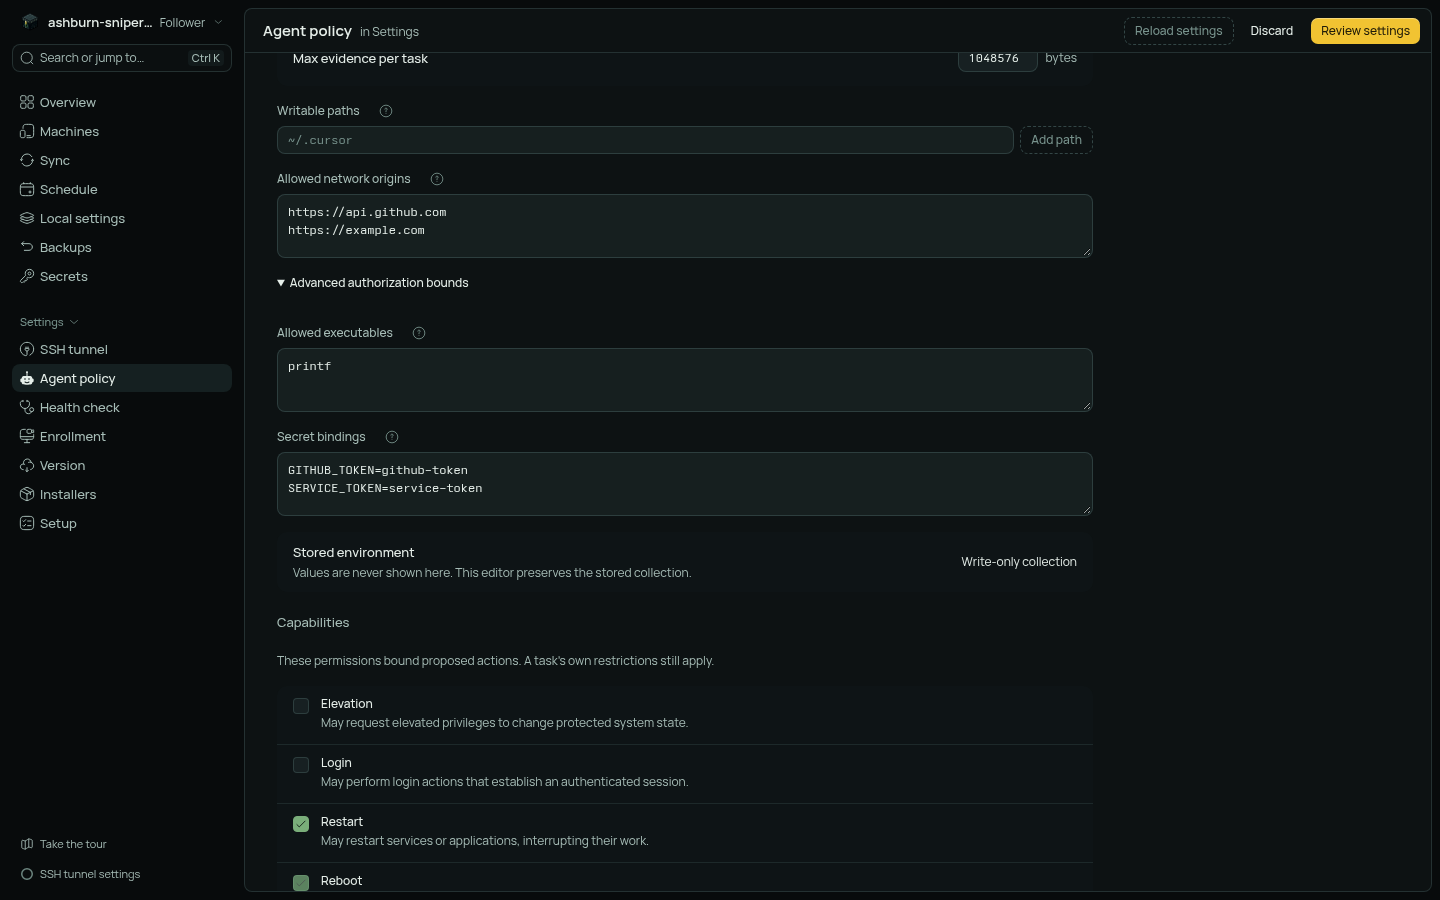 ashburn-sniper... Follower
Search or jump to... Ctrl K
Overview
Machines
Sync
Schedule
Local settings
Backups
Secrets
Settings
SSH tunnel
Agent policy
Health check
Enrollment
Version
Installers
Setup
Take the tour
SSH tunnel settings
Agent policy in Settings
Reload settings
Discard
Review settings
Max evidence per task
1048576 bytes
Writable paths ?
~/.cursor
Add path
Allowed network origins ?
https://api.github.com
https://example.com
▼ Advanced authorization bounds
Allowed executables ?
printf
Secret bindings ?
GITHUB_TOKEN=github-token
SERVICE_TOKEN=service-token
Stored environment
Values are never shown here. This editor preserves the stored collection.
Write-only collection
Capabilities
These permissions bound proposed actions. A task's own restrictions still apply.
Elevation
May request elevated privileges to change protected system state.
Login
May perform login actions that establish an authenticated session.
Restart
May restart services or applications, interrupting their work.
Reboot